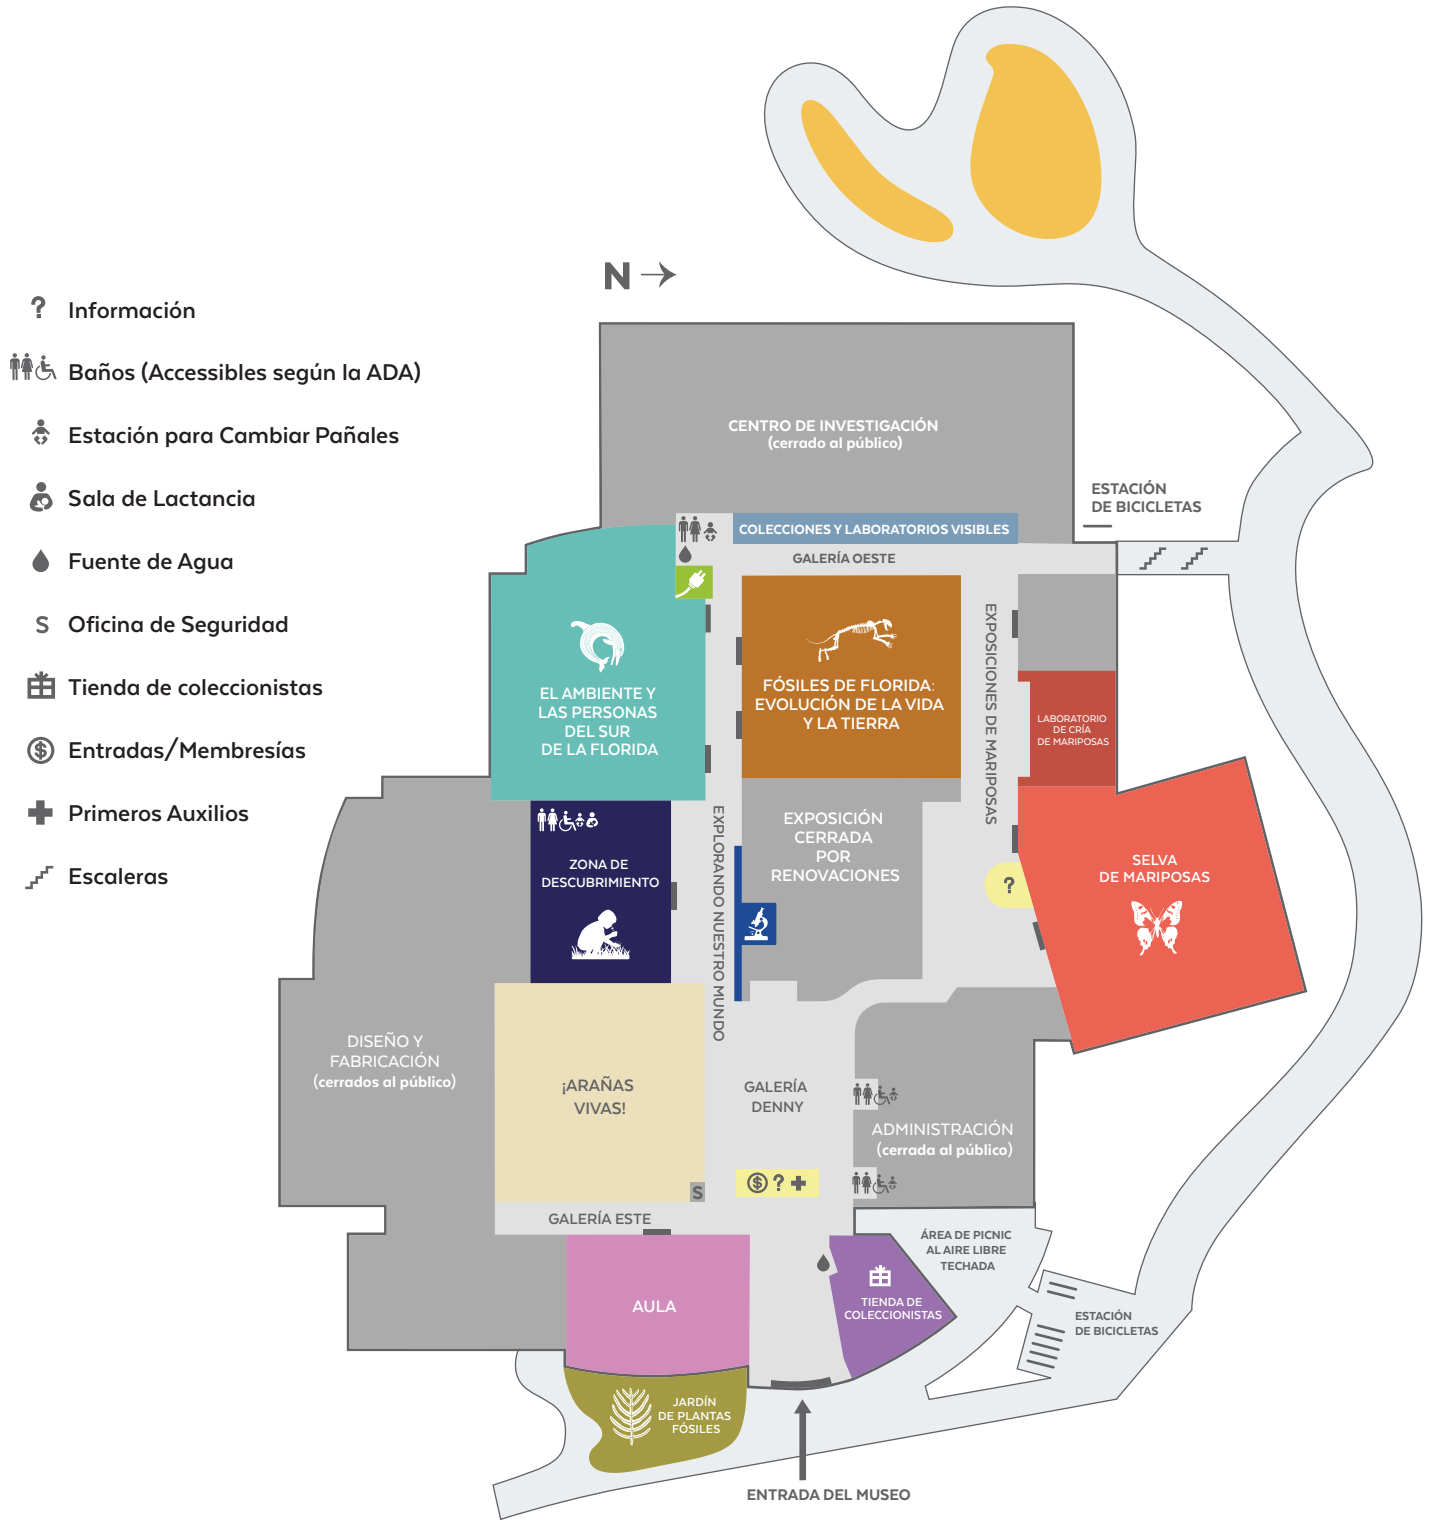 N
Información
Baños (Accessibles según la ADA)
Estación para Cambiar Pañales
Sala de Lactancia
Fuente de Agua
S Oficina de Seguridad
Tienda de coleccionistas
Entradas/Membresías
Primeros Auxilios
Escaleras
CENTRO DE INVESTIGACIÓN
(cerrado al público)
ESTACIÓN
DE BICICLETAS
COLECCIONES Y LABORATORIOS VISIBLES
GALERÍA OESTE
EL AMBIENTE Y
LAS PERSONAS
DEL SUR
DE LA FLORIDA
FÓSILES DE FLORIDA:
EVOLUCIÓN DE LA VIDA
Y LA TIERRA
EXPOSICIONES DE MARIPOSAS
LABORATORIO
DE CRÍA
DE MARIPOSAS
ZONA DE
DESCUBRIMIENTO
EXPLORANDO NUESTRO MUNDO
EXPOSICIÓN
CERRADA
POR
RENOVACIONES
?
SELVA
DE MARIPOSAS
DISEÑO Y
FABRICACIÓN
(cerrados al público)
¡ARAÑAS
VIVAS!
GALERÍA
DENNY
ADMINISTRACIÓN
(cerrada al público)
$ ?
S
GALERÍA ESTE
ÁREA DE PICNIC
AL AIRE LIBRE
TECHADA
AULA
TIENDA DE
COLECCIONISTAS
ESTACIÓN
DE BICICLETAS
JARDÍN
DE PLANTAS
FÓSILES
ENTRADA DEL MUSEO